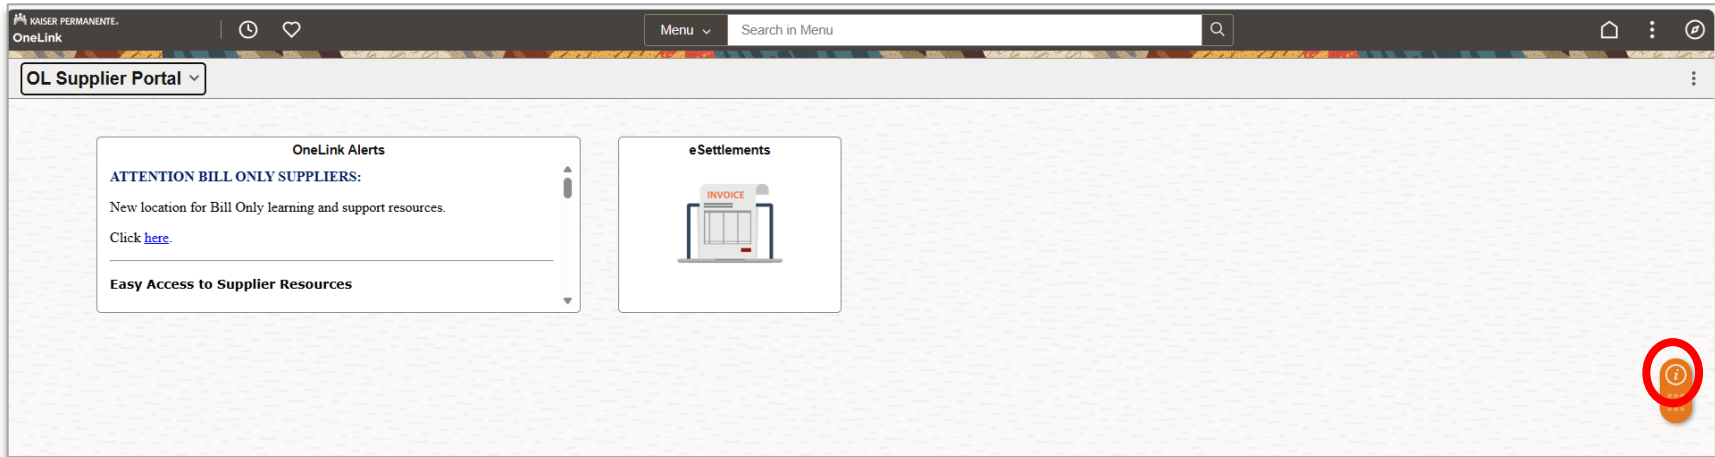 KAISER PERMANENTE.
OneLink
Menu
Search in Menu
OL Supplier Portal
OneLink Alerts
ATTENTION BILL ONLY SUPPLIERS:
New location for Bill Only learning and support resources.
Click here.
Easy Access to Supplier Resources
eSettlements
INVOICE
i